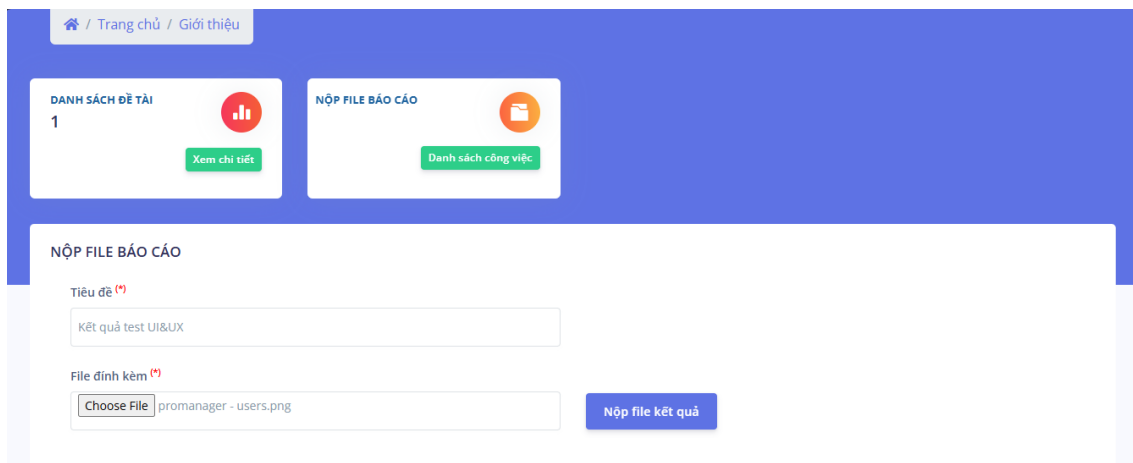 / Trang chủ / Giới thiệu
DANH SÁCH ĐỀ TÀI
1
Xem chi tiết
NỘP FILE BÁO CÁO
Danh sách công việc
NỘP FILE BÁO CÁO
Tiêu đề (*)
Kết quả test UI&UX
File đính kèm (*)
Choose File promanager - users.png
Nộp file kết quả